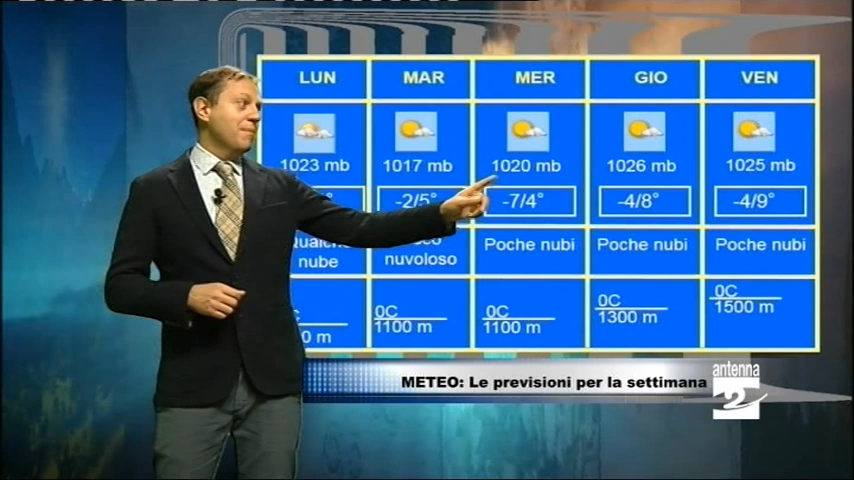 LUN MAR MER GIO VEN
1023 mb 1017 mb 1020 mb 1026 mb 1025 mb
-2/5° -7/4° -4/8° -4/9°
Qualche Poche nubi Poche nubi Poche nubi
nube nuvoloso
0C 0C 0C 0C
1100 m 1100 m 1300 m 1500 m
METEO: Le previsioni per la settimana
antenna
2